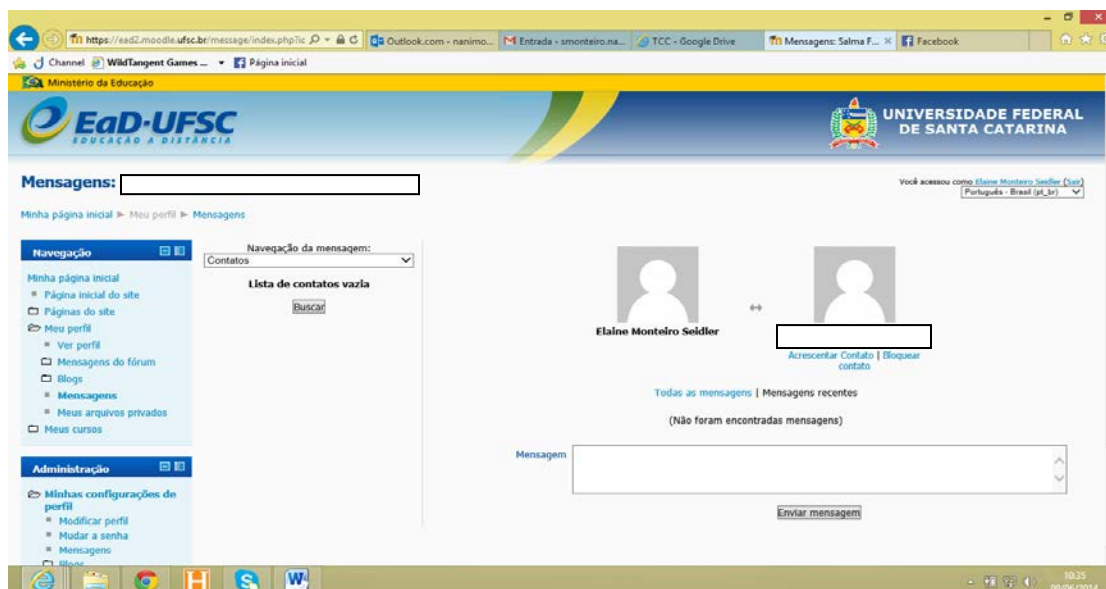 https://ead2.moodle.ufsc.br/message/index.php?ic
Outlook.com - nanimo...
Entrada - smonteiro.na...
TCC - Google Drive
Mensagens: Salma F...
Facebook
Channel
WildTangent Games ...
Página inicial
Ministério da Educação
EaD-UFSC
EDUCAÇÃO A DISTÂNCIA
UNIVERSIDADE FEDERAL
DE SANTA CATARINA
Mensagens:
Você acessou como Elaine Monteiro Seidler (Sair)
Português - Brasil (pt_br)
Minha página inicial ► Meu perfil ► Mensagens
Navegação
Minha página inicial
Página inicial do site
Páginas do site
Meu perfil
Ver perfil
Mensagens do fórum
Blogs
Mensagens
Meus arquivos privados
Meus cursos
Administração
Minhas configurações de
perfil
Modificar perfil
Mudar a senha
Mensagens
Blogs
Navegação da mensagem:
Contatos
Lista de contatos vazia
Buscar
Elaine Monteiro Seidler
Acrescentar Contato | Bloquear
contato
Todas as mensagens | Mensagens recentes
(Não foram encontradas mensagens)
Mensagem
Enviar mensagem
10:35
09/06/2014